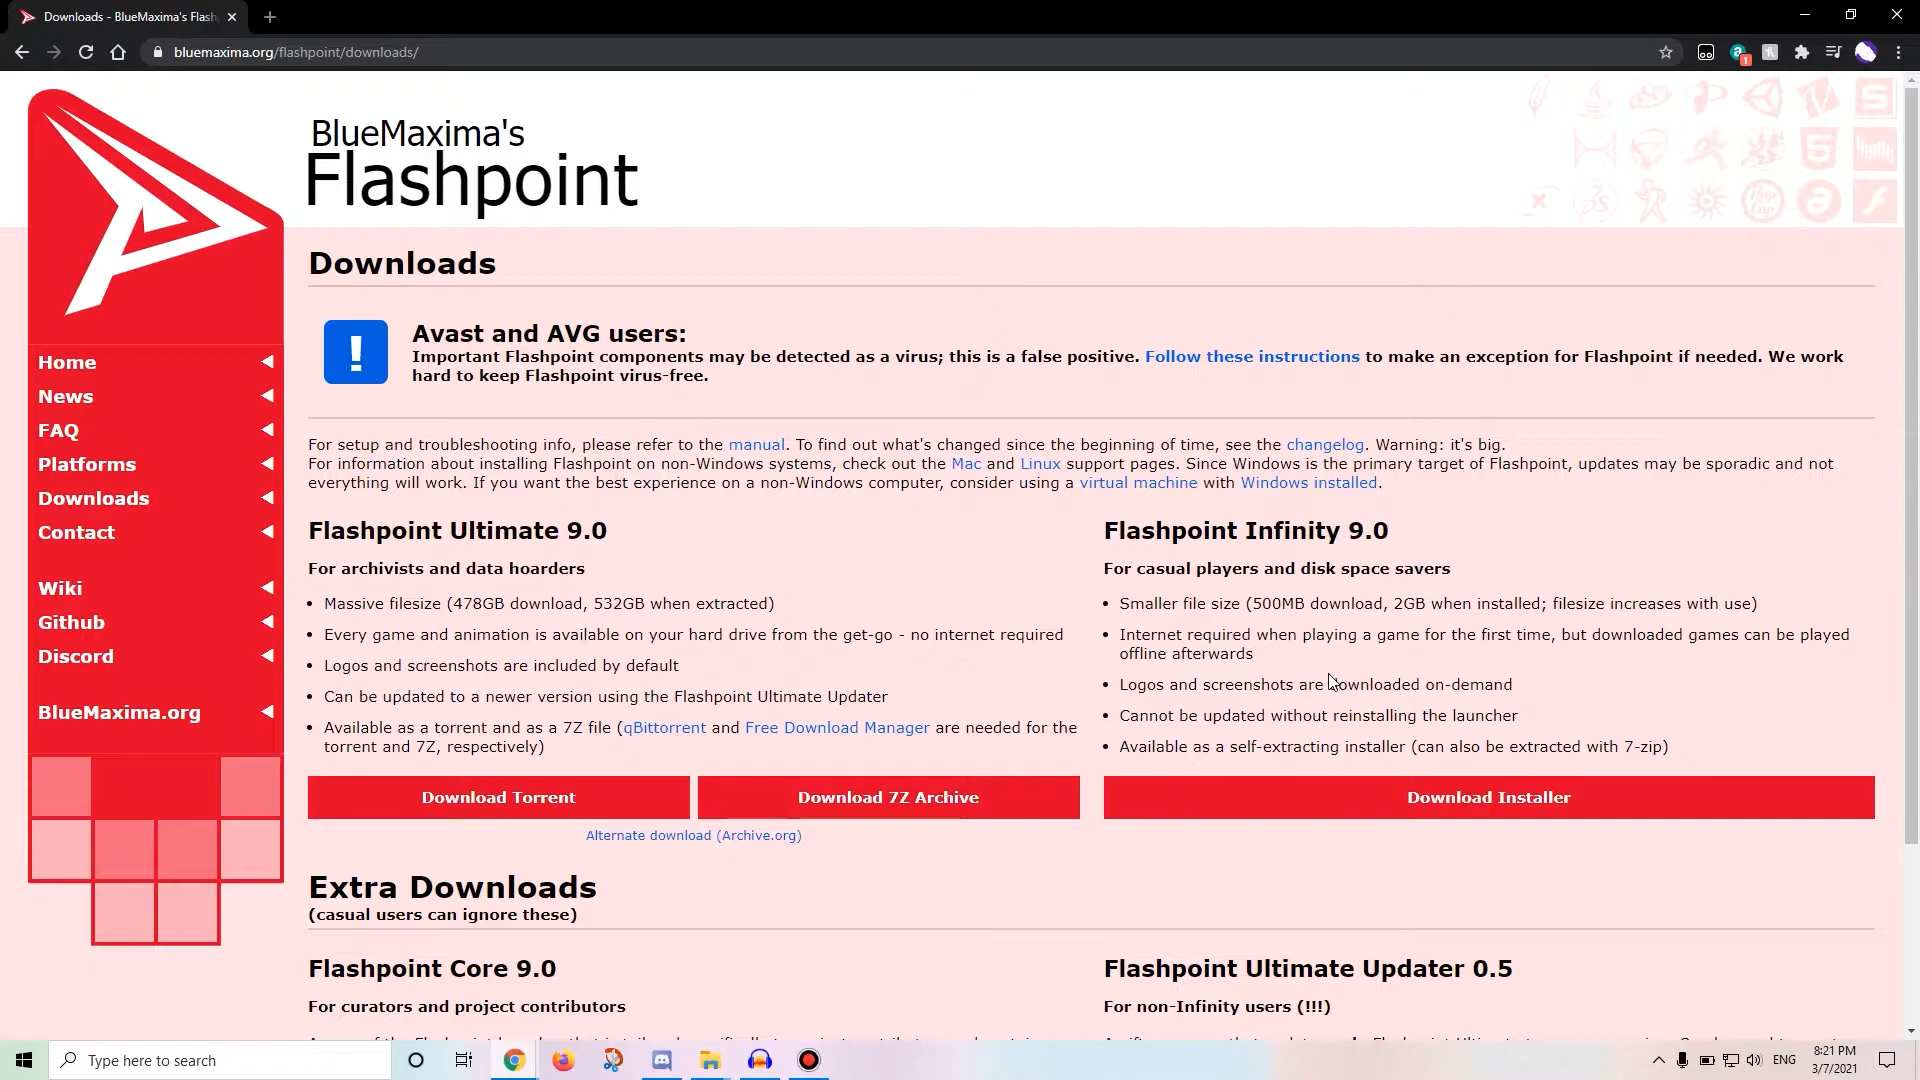 Downloads - BlueMaxima's Flash
bluemaxima.org/flashpoint/downloads/
1
BlueMaxima's
Flashpoint
Home
News
FAQ
Platforms
Downloads
Contact
Wiki
Github
Discord
BlueMaxima.org
Downloads
!
Avast and AVG users:
Important Flashpoint components may be detected as a virus; this is a false positive. Follow these instructions to make an exception for Flashpoint if needed. We work
hard to keep Flashpoint virus-free.
For setup and troubleshooting info, please refer to the manual. To find out what's changed since the beginning of time, see the changelog. Warning: it's big.
For information about installing Flashpoint on non-Windows systems, check out the Mac and Linux support pages. Since Windows is the primary target of Flashpoint, updates may be sporadic and not
everything will work. If you want the best experience on a non-Windows computer, consider using a virtual machine with Windows installed.
Flashpoint Ultimate 9.0
For archivists and data hoarders
• Massive filesize (478GB download, 532GB when extracted)
• Every game and animation is available on your hard drive from the get-go - no internet required
• Logos and screenshots are included by default
• Can be updated to a newer version using the Flashpoint Ultimate Updater
• Available as a torrent and as a 7Z file (qBittorrent and Free Download Manager are needed for the
torrent and 7Z, respectively)
Download Torrent
Download 7Z Archive
Alternate download (Archive.org)
Flashpoint Infinity 9.0
For casual players and disk space savers
• Smaller file size (500MB download, 2GB when installed; filesize increases with use)
• Internet required when playing a game for the first time, but downloaded games can be played
offline afterwards
• Logos and screenshots are downloaded on-demand
• Cannot be updated without reinstalling the launcher
• Available as a self-extracting installer (can also be extracted with 7-zip)
Download Installer
Extra Downloads
(casual users can ignore these)
Flashpoint Core 9.0
For curators and project contributors
Flashpoint Ultimate Updater 0.5
For non-Infinity users (!!!)
Type here to search
ENG
8:21 PM
3/7/2021